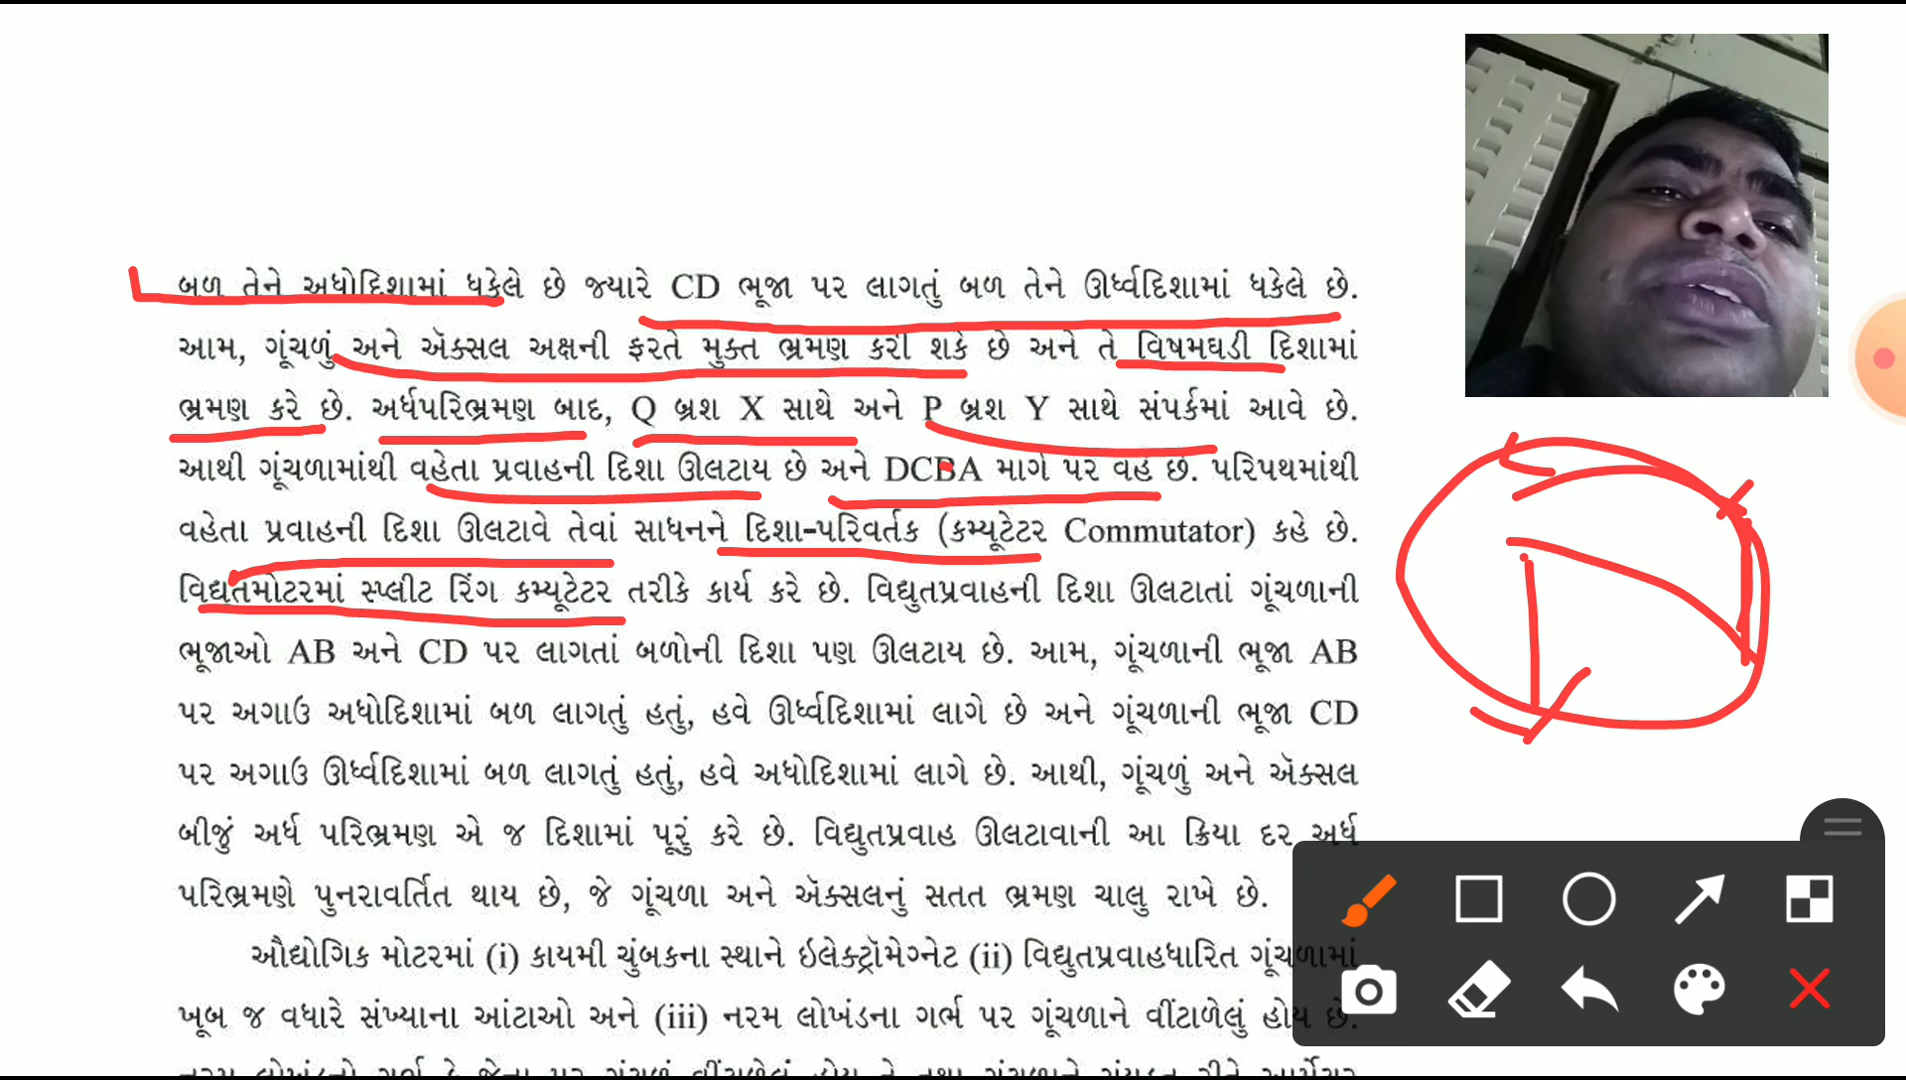 બળ તેને અધોદિશામાં ધકેલે છે જ્યારે CD ભૂજા પર લાગતું બળ તેને ઊર્ધ્વદિશામાં ધકેલે છે.
આમ, ગૂંચળું અને ઍક્સલ અક્ષની ફરતે મુક્ત ભ્રમણ કરી શકે છે અને તે વિષમઘડી દિશામાં
ભ્રમણ કરે છે. અર્ધપરિભ્રમણ બાદ, Q બ્રશ X સાથે અને P બ્રશ Y સાથે સંપર્કમાં આવે છે.
આથી ગૂંચળામાંથી વહેતા પ્રવાહની દિશા ઊલટાય છે અને DCBA માર્ગ પર વહે છે. પરિપથમાંથી
વહેતા પ્રવાહની દિશા ઊલટાવે તેવાં સાધનને દિશા-પરિવર્તક (કમ્યૂટેટર Commutator) કહે છે.
વિદ્યુતમોટરમાં સ્પ્લીટ રિંગ કમ્યૂટેટર તરીકે કાર્ય કરે છે. વિદ્યુતપ્રવાહની દિશા ઊલટાતાં ગૂંચળાની
ભૂજાઓ AB અને CD પર લાગતાં બળોની દિશા પણ ઊલટાય છે. આમ, ગૂંચળાની ભૂજા AB
પર અગાઉ અધોદિશામાં બળ લાગતું હતું, હવે ઊર્ધ્વદિશામાં લાગે છે અને ગૂંચળાની ભૂજા CD
પર અગાઉ ઊર્ધ્વદિશામાં બળ લાગતું હતું, હવે અધોદિશામાં લાગે છે. આથી, ગૂંચળું અને ઍક્સલ
બીજું અર્ધ પરિભ્રમણ એ જ દિશામાં પૂરું કરે છે. વિદ્યુતપ્રવાહ ઊલટાવાની આ ક્રિયા દર અર્ધ
પરિભ્રમણે પુનરાવર્તિત થાય છે, જે ગૂંચળા અને ઍક્સલનું સતત ભ્રમણ ચાલુ રાખે છે.
ઔદ્યોગિક મોટરમાં (i) કાયમી ચુંબકના સ્થાને ઇલેક્ટ્રૉમેગ્નેટ (ii) વિદ્યુતપ્રવાહધારિત ગૂંચળામાં
ખૂબ જ વધારે સંખ્યાના આંટાઓ અને (iii) નરમ લોખંડના ગર્ભ પર ગૂંચળાને વીંટાળેલું હોય છે.